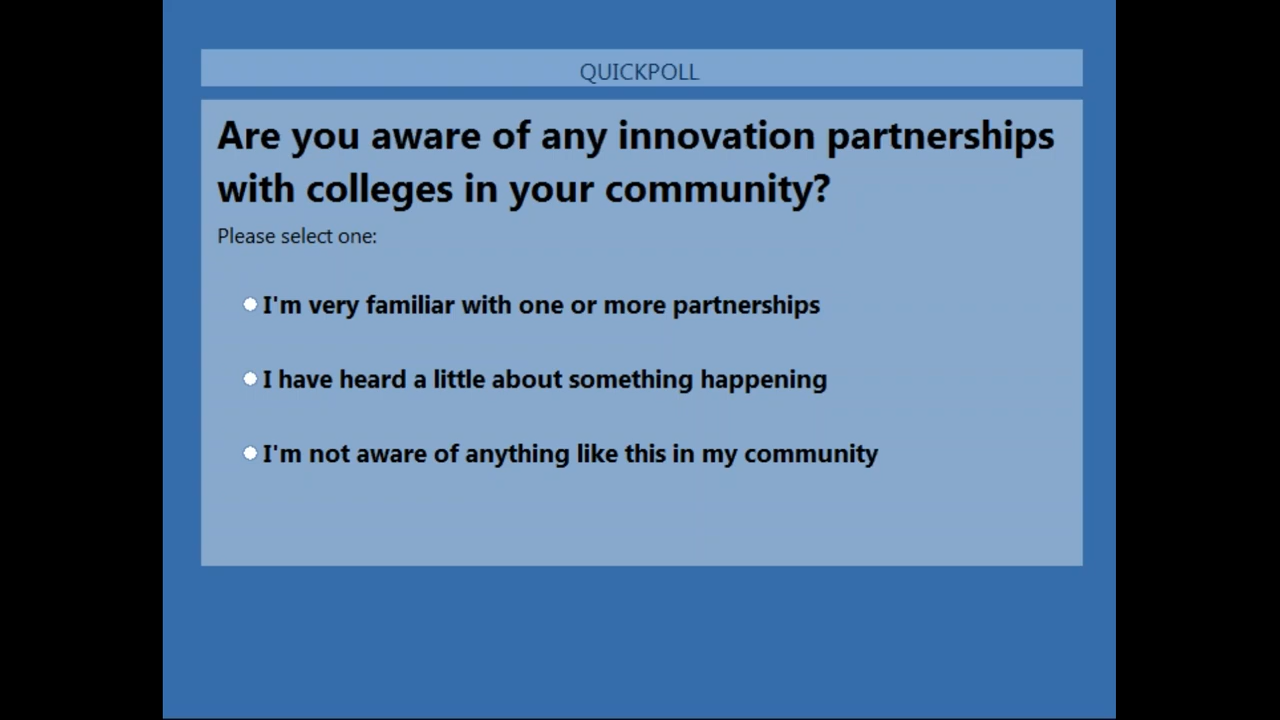 QUICKPOLL
Are you aware of any innovation partnerships
with colleges in your community?
Please select one:
I'm very familiar with one or more partnerships
I have heard a little about something happening
I'm not aware of anything like this in my community